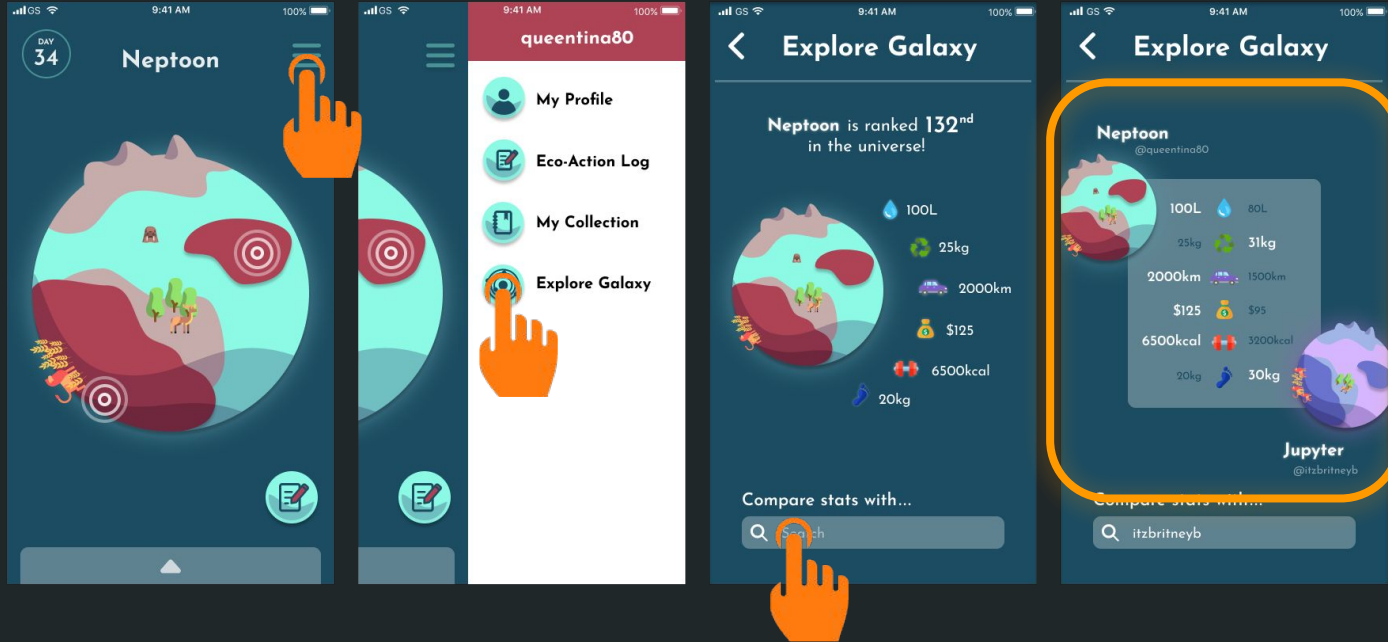 GS 9:41 AM 100%
DAY
34
Neptoon
9:41 AM 100%
queentina80
My Profile
Eco-Action Log
My Collection
Explore Galaxy
GS 9:41 AM 100%
Explore Galaxy
Neptoon is ranked 132nd
in the universe!
100L
25kg
2000km
$125
6500kcal
20kg
Compare stats with...
Search
GS 9:41 AM 100%
Explore Galaxy
Neptoon
@queentina80
100L 80L
25kg 31kg
2000km 1500km
$125 $95
6500kcal 3200kcal
20kg 30kg
Jupyter
@itzbritneyb
Compare stats with...
itzbritneyb